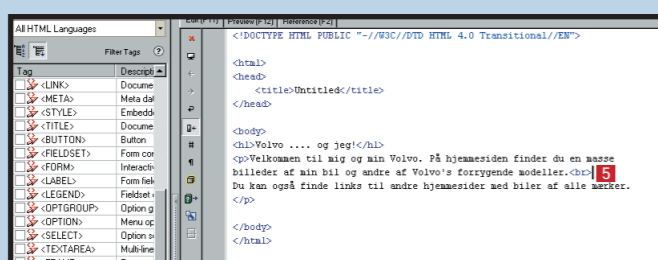 Edit (F11) Preview (F12) Reference (F2)
All HTML Languages
Filter Tags ?
Tag Descripti
<LINK> Docume
<META> Meta dat
<STYLE> Embedde
<TITLE> Docume
<BUTTON> Button
<FIELDSET> Form con
<FORM> Interactiv
<LABEL> Form field
<LEGEND> Fieldset
<OPTGROUP> Option g
<OPTION> Menu op
<SELECT> Option se
<TEXTAREA> Multi-line
<!DOCTYPE HTML PUBLIC "-//W3C//DTD HTML 4.0 Transitional//EN">
<html>
<head>
<title>Untitled</title>
</head>
<body>
<h1>Volvo .... og jeg!</h1>
<p>Velkommen til mig og min Volvo. På hjemmesiden finder du en masse
billeder af min bil og andre af Volvo's forrygende modeller.<br> 5
Du kan også finde links til andre hjemmesider med biler af alle mærker.
</p>
</body>
</html>